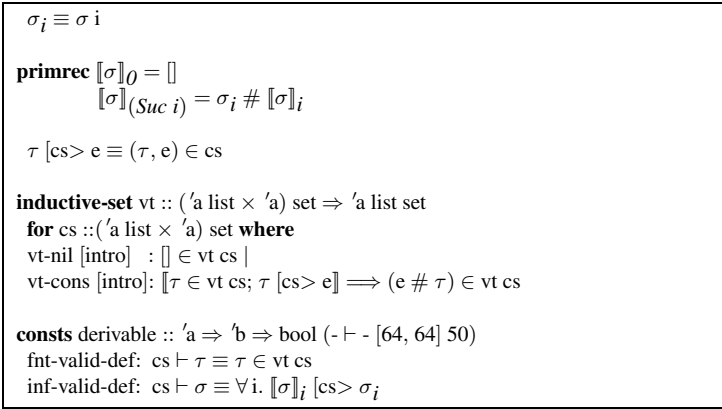 σ_i ≡ σ i
primrec ⟦σ⟧_0 = []
⟦σ⟧_(Suc i) = σ_i # ⟦σ⟧_i
τ [cs> e ≡ (τ, e) ∈ cs
inductive-set vt :: ('a list × 'a) set ⇒ 'a list set
for cs ::('a list × 'a) set where
vt-nil [intro] : [] ∈ vt cs |
vt-cons [intro]: ⟦τ ∈ vt cs; τ [cs> e⟧ ⟹ (e # τ) ∈ vt cs
consts derivable :: 'a ⇒ 'b ⇒ bool (- ⊢ - [64, 64] 50)
fnt-valid-def: cs ⊢ τ ≡ τ ∈ vt cs
inf-valid-def: cs ⊢ σ ≡ ∀ i. ⟦σ⟧_i [cs> σ_i